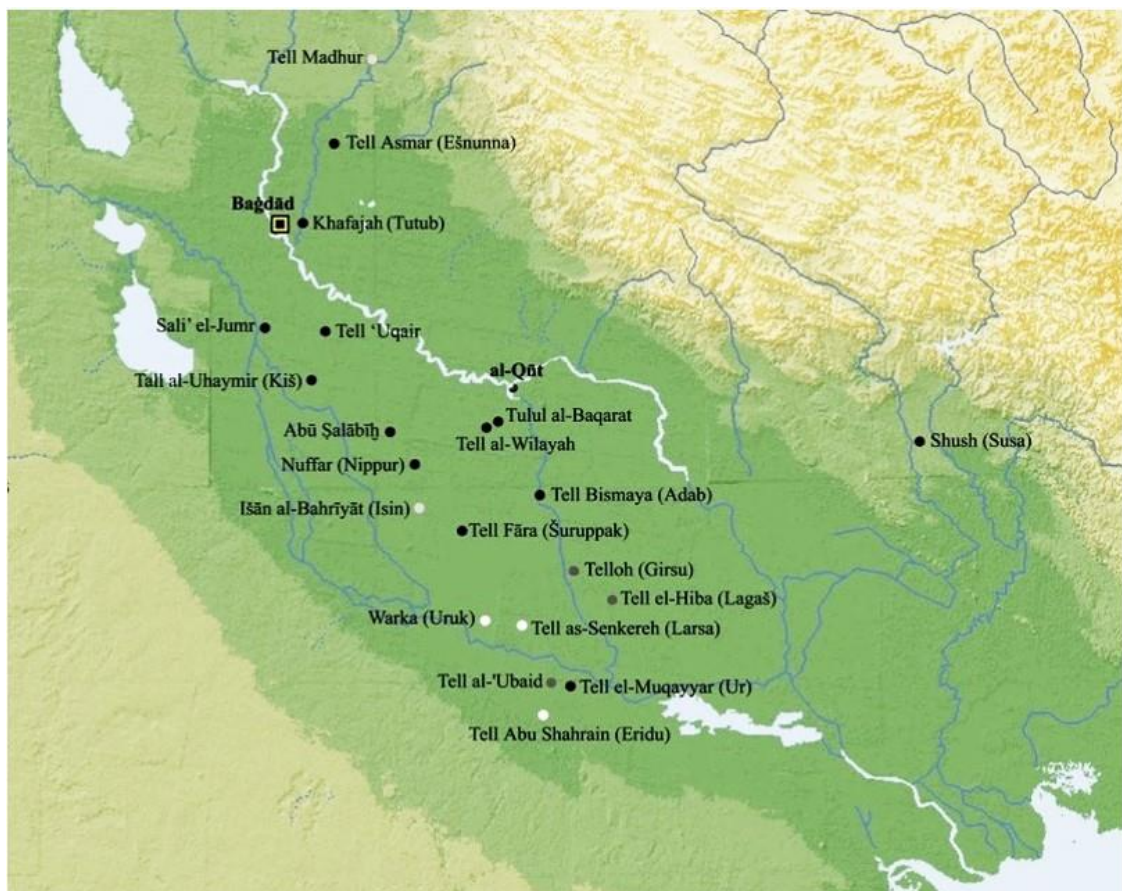 Tell Madhur
Tell Asmar (Ešnunna)
Baġdād
Khafajah (Tutub)
Sali’ el-Jumr
Tell ‘Uqair
al-Qūt
Tall al-Uhaymir (Kiš)
Tulul al-Baqarat
Abū Ṣalābīḫ
Tell al-Wilayah
Shush (Susa)
Nuffar (Nippur)
Tell Bismaya (Adab)
Išān al-Bahrīyāt (Isin)
Tell Fāra (Šuruppak)
Telloh (Girsu)
Tell el-Hiba (Lagaš)
Warka (Uruk)
Tell as-Senkereh (Larsa)
Tell al-'Ubaid
Tell el-Muqayyar (Ur)
Tell Abu Shahrain (Eridu)